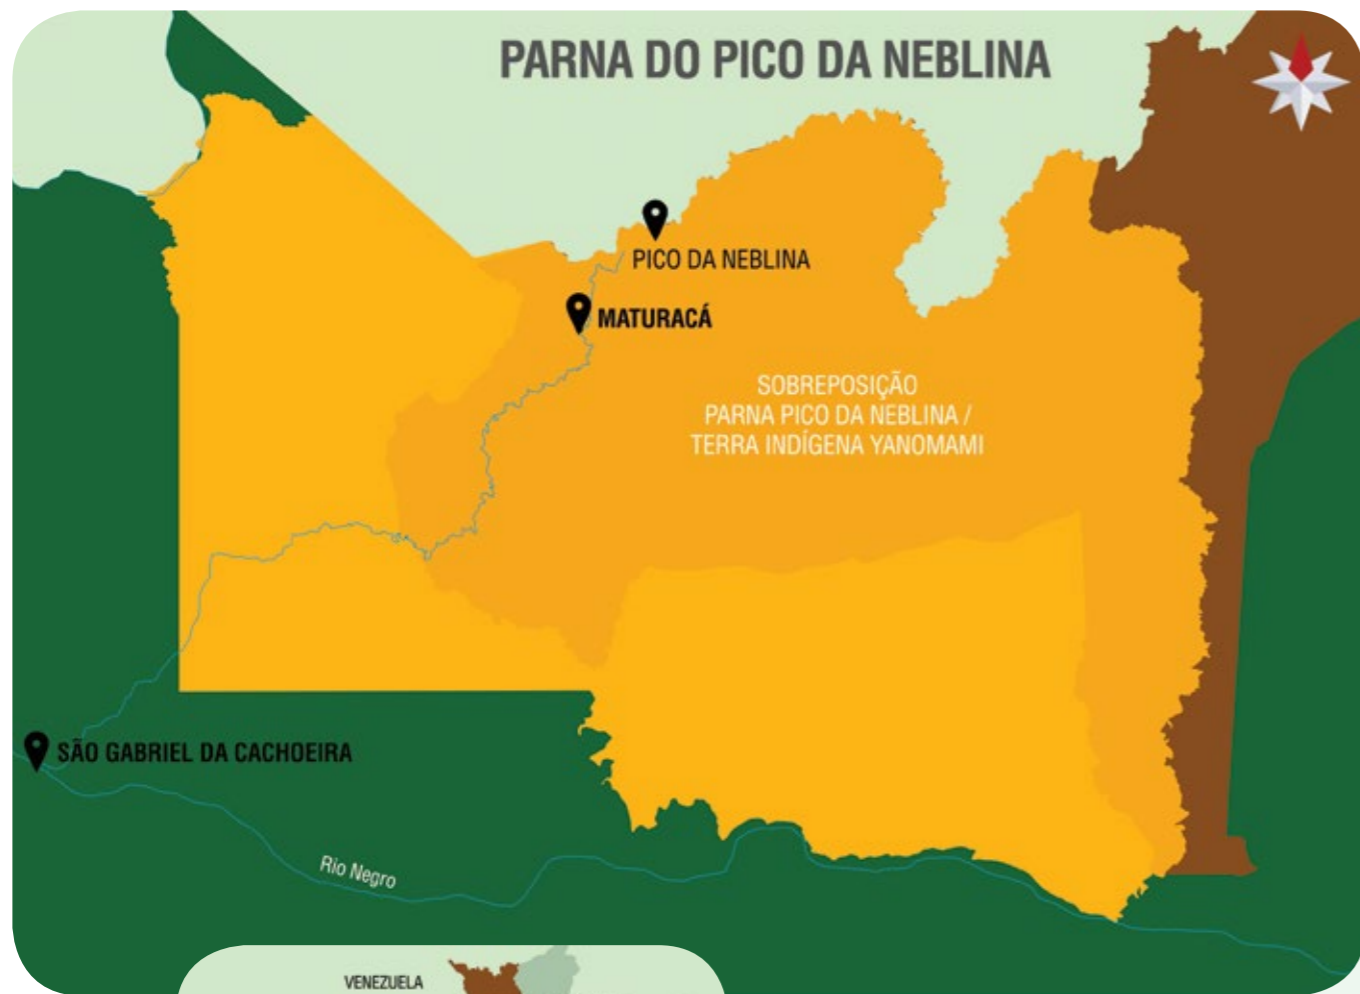 PARNA DO PICO DA NEBLINA
PICO DA NEBLINA
MATURACÁ
SOBREPOSIÇÃO
PARNA PICO DA NEBLINA /
TERRA INDÍGENA YANOMAMI
SÃO GABRIEL DA CACHOEIRA
Rio Negro
VENEZUELA